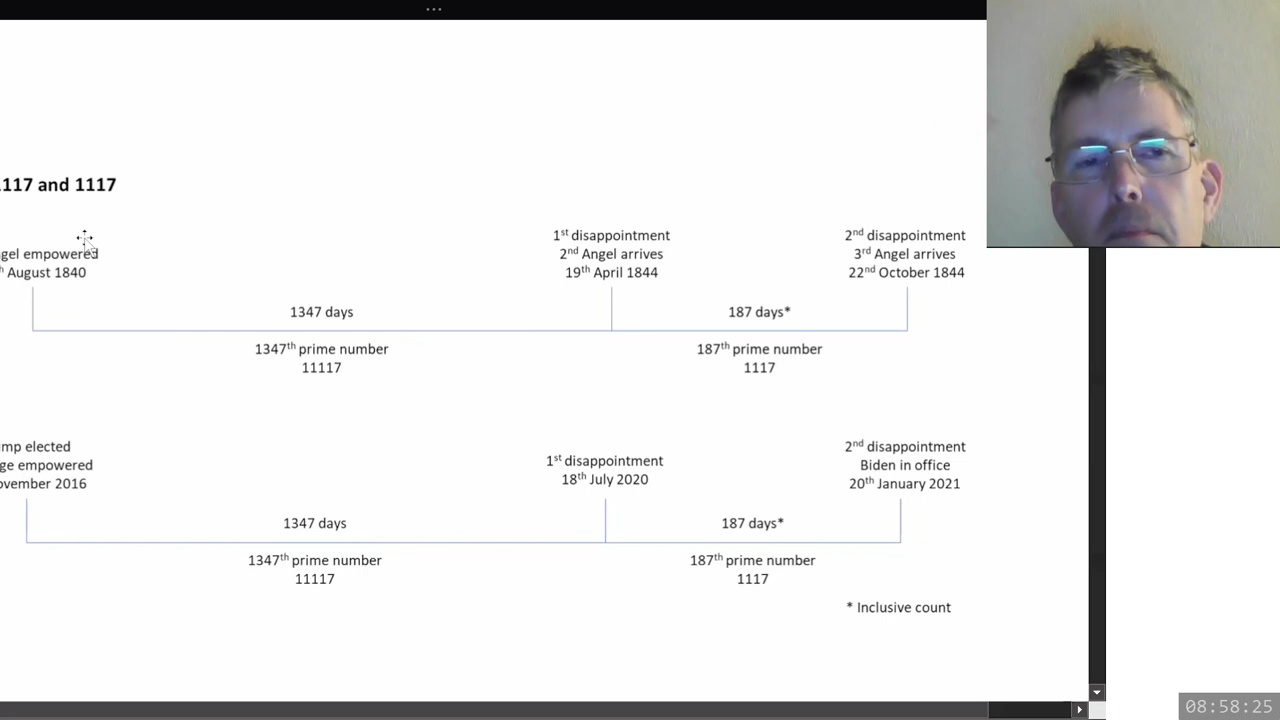 1117 and 1117
ngel empowered
August 1840
1st disappointment
2nd Angel arrives
19th April 1844
2nd disappointment
3rd Angel arrives
22nd October 1844
1347 days
187 days*
1347th prime number
11117
187th prime number
1117
mp elected
ge empowered
ovember 2016
1st disappointment
18th July 2020
2nd disappointment
Biden in office
20th January 2021
1347 days
187 days*
1347th prime number
11117
187th prime number
1117
* Inclusive count
08:58:25